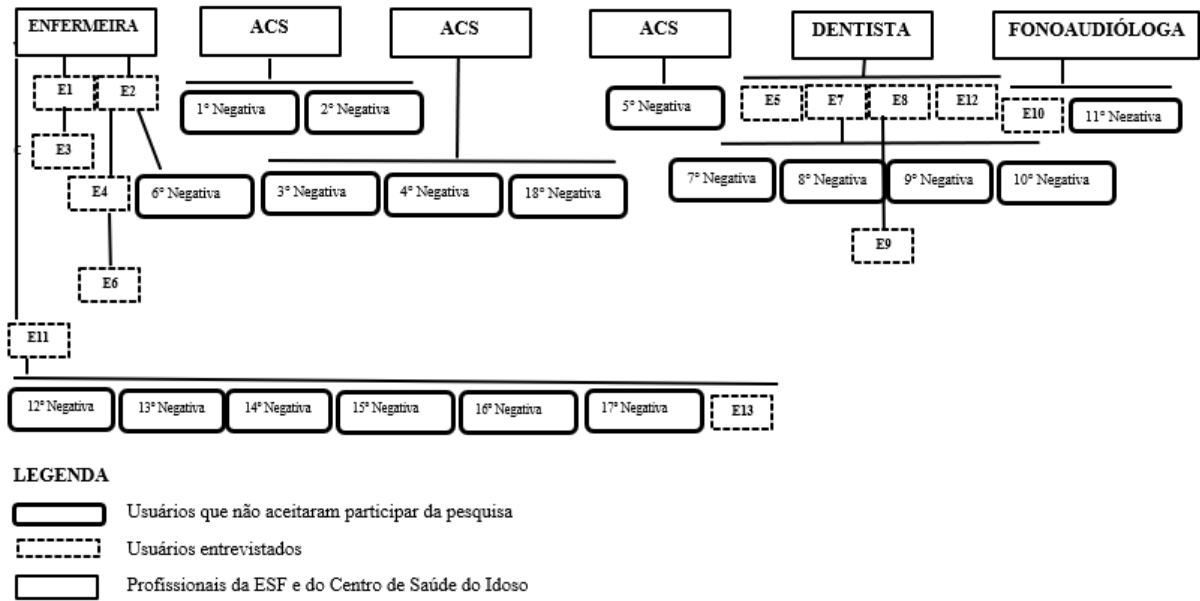 ENFERMEIRA
ACS
ACS
ACS
DENTISTA
FONOAUDIÓLOGA
E1
E2
1° Negativa
2° Negativa
5° Negativa
E5
E7
E8
E12
E10
11° Negativa
E3
E4
6° Negativa
3° Negativa
4° Negativa
18° Negativa
7° Negativa
8° Negativa
9° Negativa
10° Negativa
E9
E6
E11
12° Negativa
13° Negativa
14° Negativa
15° Negativa
16° Negativa
17° Negativa
E13
LEGENDA
Usuários que não aceitaram participar da pesquisa
Usuários entrevistados
Profissionais da ESF e do Centro de Saúde do Idoso